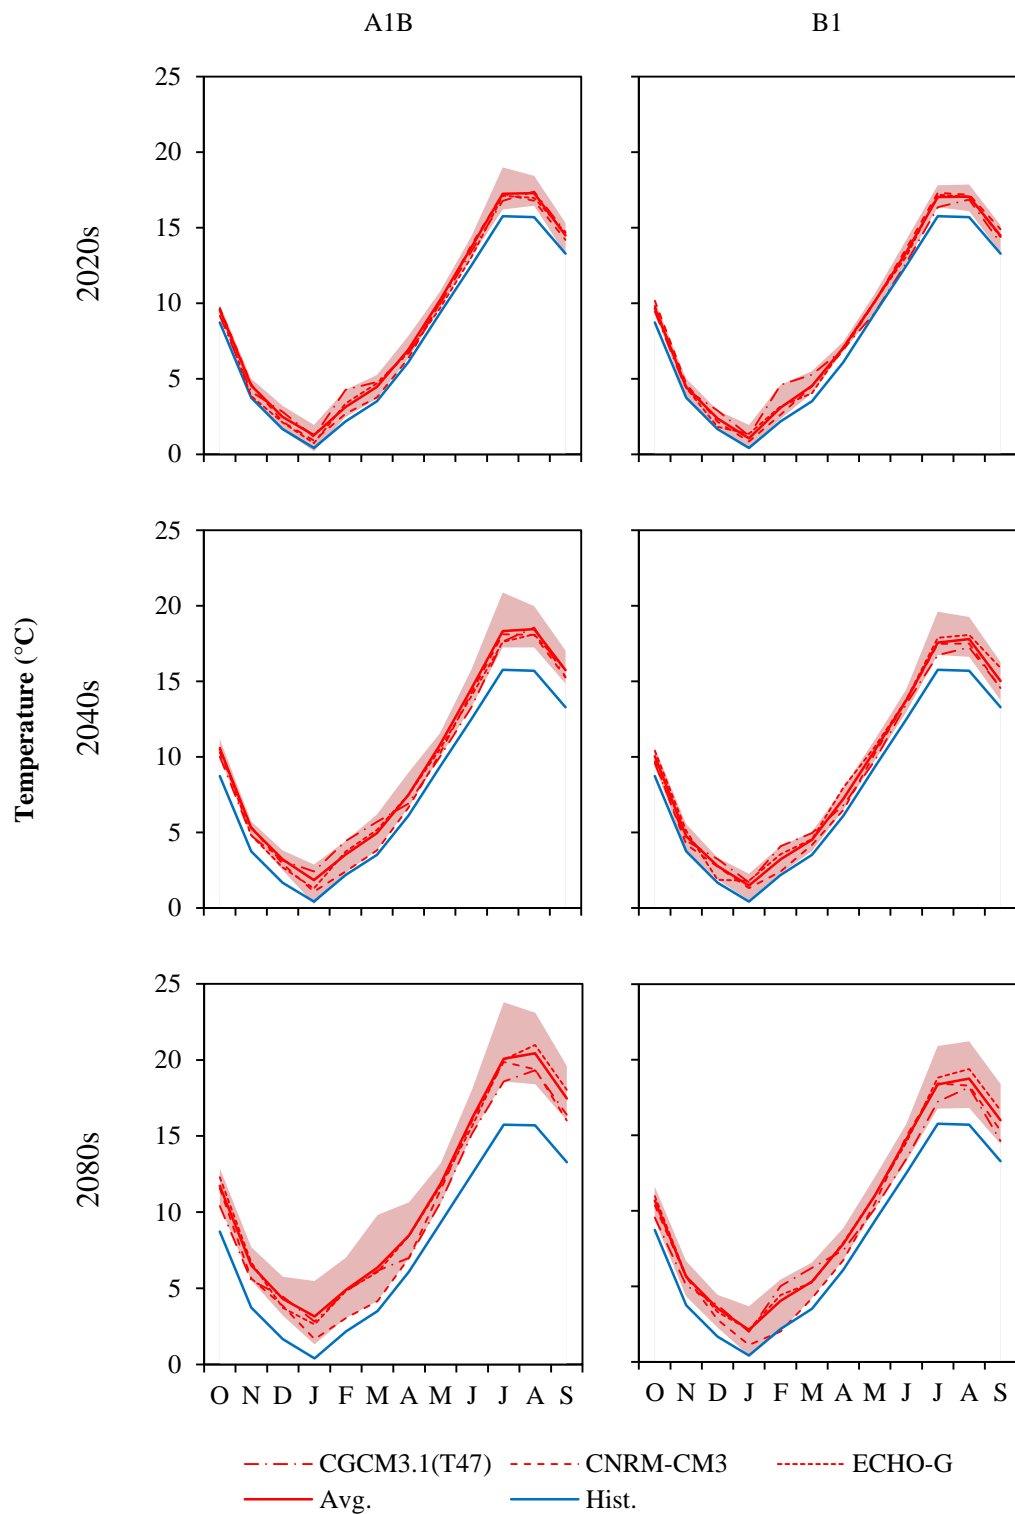 A1B B1
25
20
15
10
5
0
2020s
25
20
15
10
5
0
2040s
Temperature (°C)
25
20
15
10
5
0
2080s
O N D J F M A M J J A S
O N D J F M A M J J A S
CGCM3.1(T47) CNRM-CM3 ECHO-G
Avg. Hist.